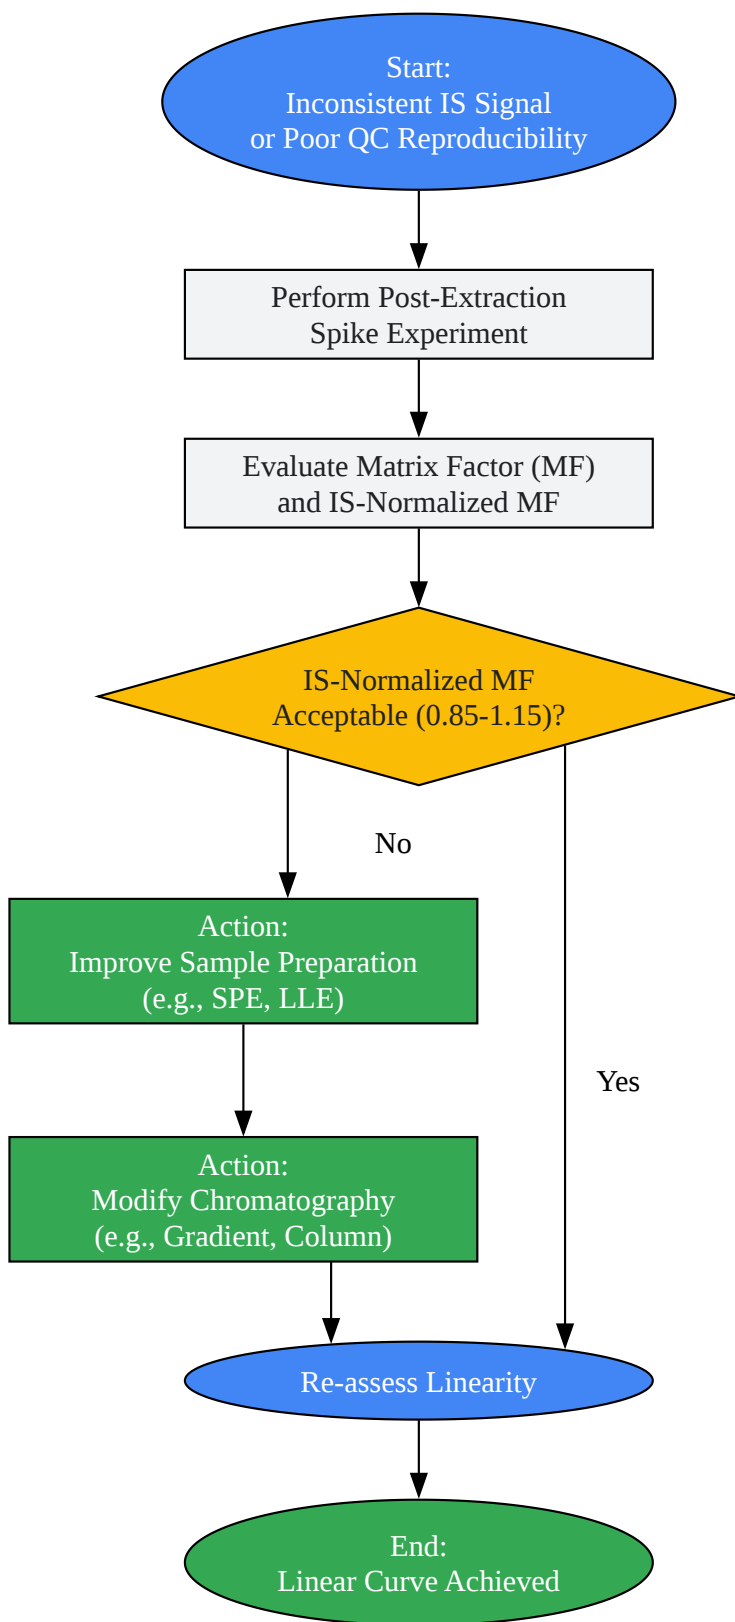 Start:
Inconsistent IS Signal
or Poor QC Reproducibility
Perform Post-Extraction
Spike Experiment
Evaluate Matrix Factor (MF)
and IS-Normalized MF
IS-Normalized MF
Acceptable (0.85-1.15)?
No
Action:
Improve Sample Preparation
(e.g., SPE, LLE)
Yes
Action:
Modify Chromatography
(e.g., Gradient, Column)
Re-assess Linearity
End:
Linear Curve Achieved